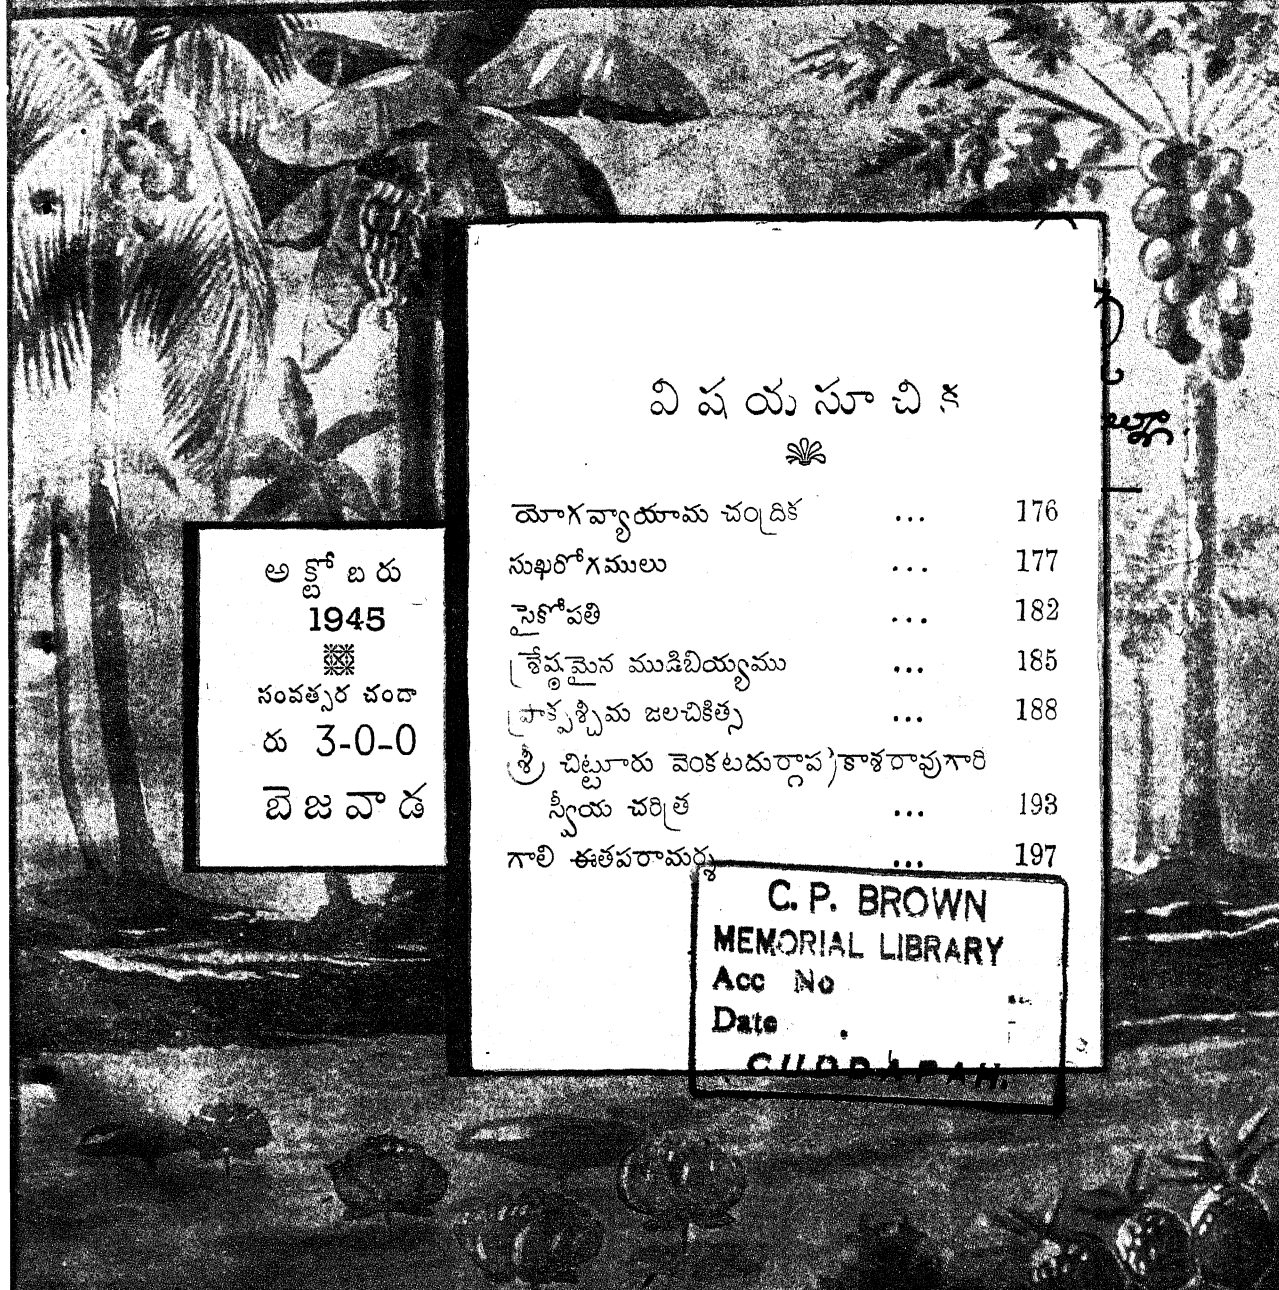 విషయసూచిక
యోగవ్యాయామ చంద్రిక ... 176
సుఖరోగములు ... 177
సైకోపతి ... 182
శ్రేష్ఠమైన ముడిబియ్యము ... 185
ప్రాక్పశ్చిమ జలచికిత్స ... 188
శ్రీ చిట్టూరు వెంకటదుర్గాప్రకాశరావుగారి
స్వీయ చరిత్ర ... 193
గాలి ఈతపరామర్శ ... 197
అక్టోబరు
1945
సంవత్సర చందా
రు 3-0-0
బెజవాడ
C. P. BROWN
MEMORIAL LIBRARY
Acc No
Date
CUDDAPAH.